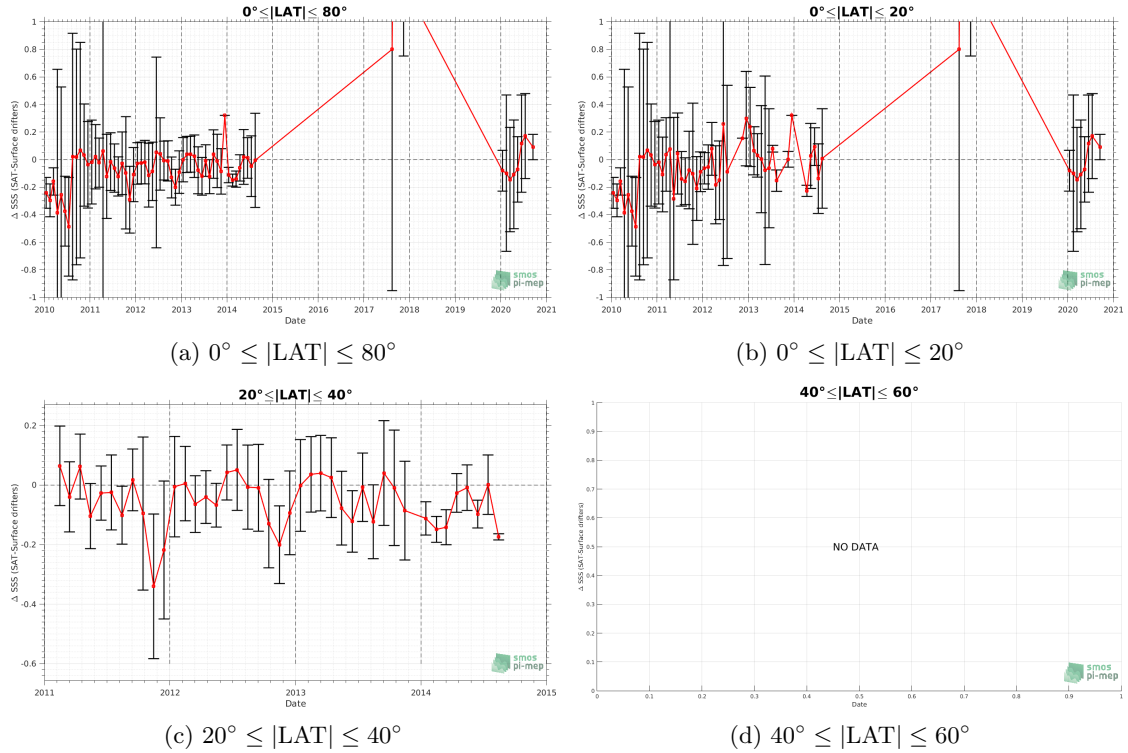 0°≤|LAT|≤ 80°
1
0.8
0.6
0.4
0.2
0
-0.2
-0.4
-0.6
-0.8
-1
Δ SSS (SAT-Surface drifters)
2010 2011 2012 2013 2014 2015 2016 2017 2018 2019 2020 2021
Date
smos
pi-mep
(a) 0° ≤ |LAT| ≤ 80°
0°≤|LAT|≤ 20°
1
0.8
0.6
0.4
0.2
0
-0.2
-0.4
-0.6
-0.8
-1
Δ SSS (SAT-Surface drifters)
2010 2011 2012 2013 2014 2015 2016 2017 2018 2019 2020 2021
Date
smos
pi-mep
(b) 0° ≤ |LAT| ≤ 20°
20°≤|LAT|≤ 40°
0.2
0
-0.2
-0.4
-0.6
Δ SSS (SAT-Surface drifters)
2011 2012 2013 2014 2015
Date
smos
pi-mep
(c) 20° ≤ |LAT| ≤ 40°
40°≤|LAT|≤ 60°
1
0.9
0.8
0.7
0.6
0.5
0.4
0.3
0.2
0.1
0
Δ SSS (SAT-Surface drifters)
NO DATA
0 0.1 0.2 0.3 0.4 0.5 0.6 0.7 0.8 0.9 1
Date
smos
pi-mep
(d) 40° ≤ |LAT| ≤ 60°